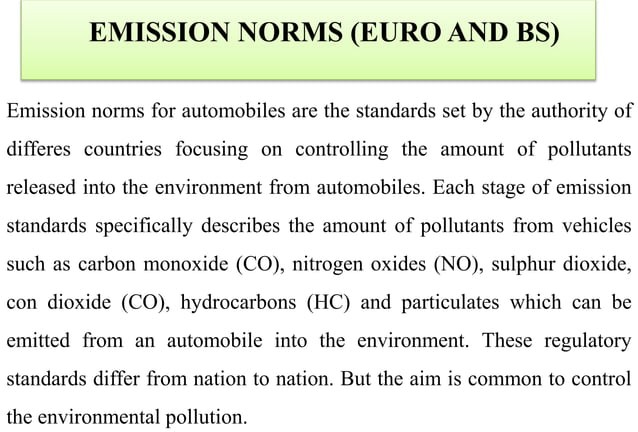 EMISSION NORMS (EURO AND BS)
Emission norms for automobiles are the standards set by the authority of
differes countries focusing on controlling the amount of pollutants
released into the environment from automobiles. Each stage of emission
standards specifically describes the amount of pollutants from vehicles
such as carbon monoxide (CO), nitrogen oxides (NO), sulphur dioxide,
con dioxide (CO), hydrocarbons (HC) and particulates which can be
emitted from an automobile into the environment. These regulatory
standards differ from nation to nation. But the aim is common to control
the environmental pollution.